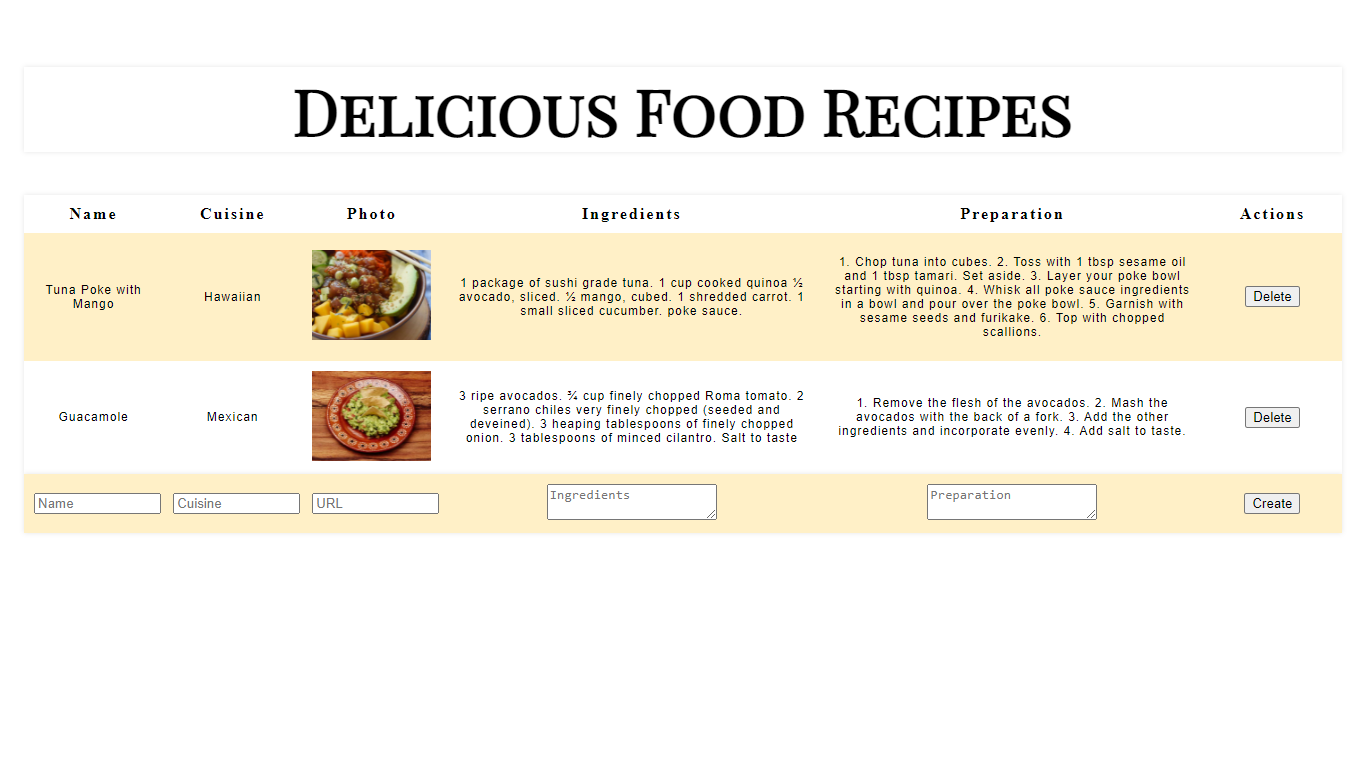 Delicious Food Recipes
Name Cuisine Photo Ingredients Preparation Actions
Tuna Poke with
Mango
Hawaiian
1 package of sushi grade tuna. 1 cup cooked quinoa ½
avocado, sliced. ½ mango, cubed. 1 shredded carrot. 1
small sliced cucumber. poke sauce.
1. Chop tuna into cubes. 2. Toss with 1 tbsp sesame oil
and 1 tbsp tamari. Set aside. 3. Layer your poke bowl
starting with quinoa. 4. Whisk all poke sauce ingredients
in a bowl and pour over the poke bowl. 5. Garnish with
sesame seeds and furikake. 6. Top with chopped
scallions.
Delete
Guacamole
Mexican
3 ripe avocados. ¾ cup finely chopped Roma tomato. 2
serrano chiles very finely chopped (seeded and
deveined). 3 heaping tablespoons of finely chopped
onion. 3 tablespoons of minced cilantro. Salt to taste
1. Remove the flesh of the avocados. 2. Mash the
avocados with the back of a fork. 3. Add the other
ingredients and incorporate evenly. 4. Add salt to taste.
Delete
Name Cuisine URL Ingredients Preparation Create